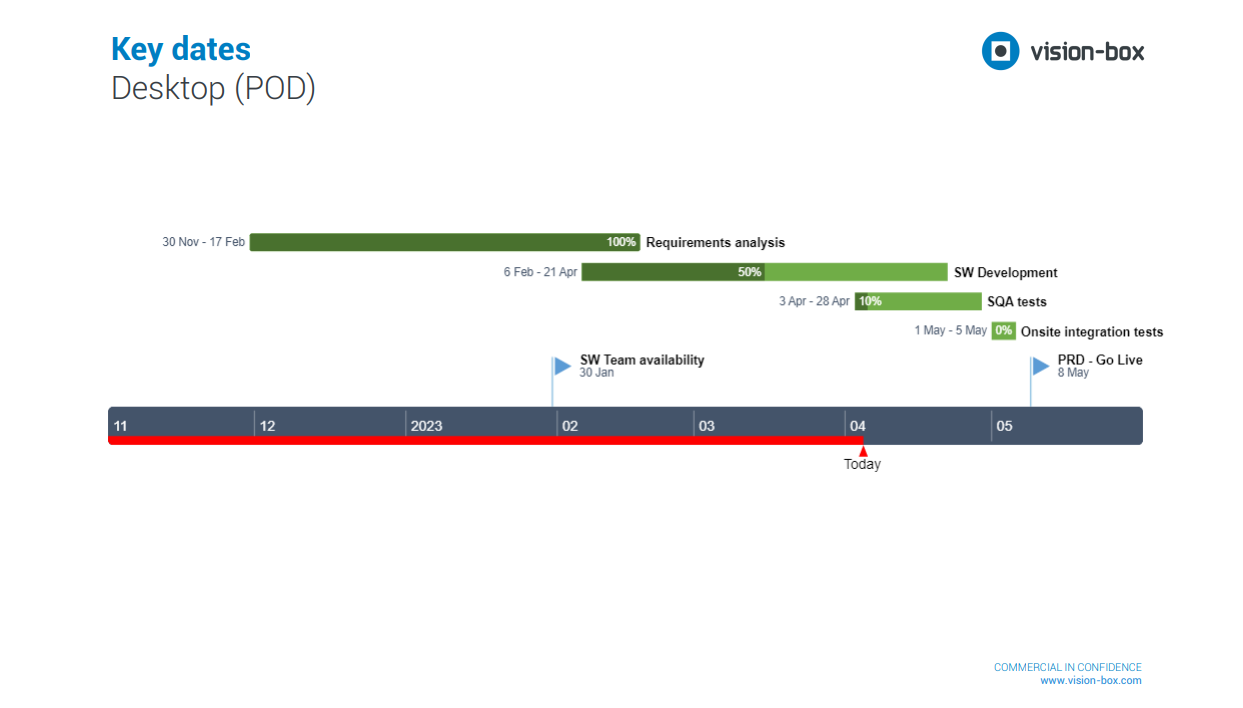 Key dates
Desktop (POD)
vision-box
30 Nov - 17 Feb 100% Requirements analysis
6 Feb - 21 Apr 50% SW Development
3 Apr - 28 Apr 10% SQA tests
1 May - 5 May 0% Onsite integration tests
SW Team availability
30 Jan
PRD - Go Live
8 May
11 12 2023 02 03 04 05
Today
COMMERCIAL IN CONFIDENCE
www.vision-box.com